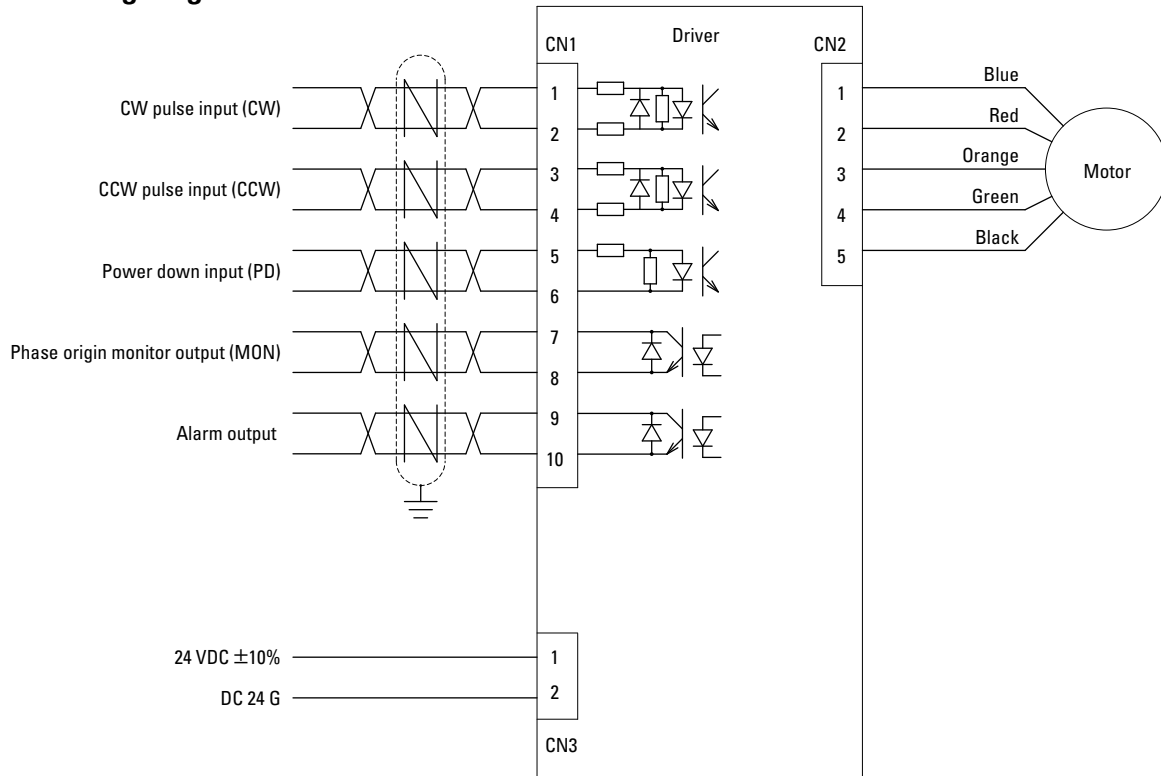 CN1
Driver
CN2
CW pulse input (CW)
1
2
CCW pulse input (CCW)
3
4
Power down input (PD)
5
6
Phase origin monitor output (MON)
7
8
Alarm output
9
10
1
Blue
2
Red
3
Orange
4
Green
5
Black
Motor
24 VDC ±10%
1
DC 24 G
2
CN3